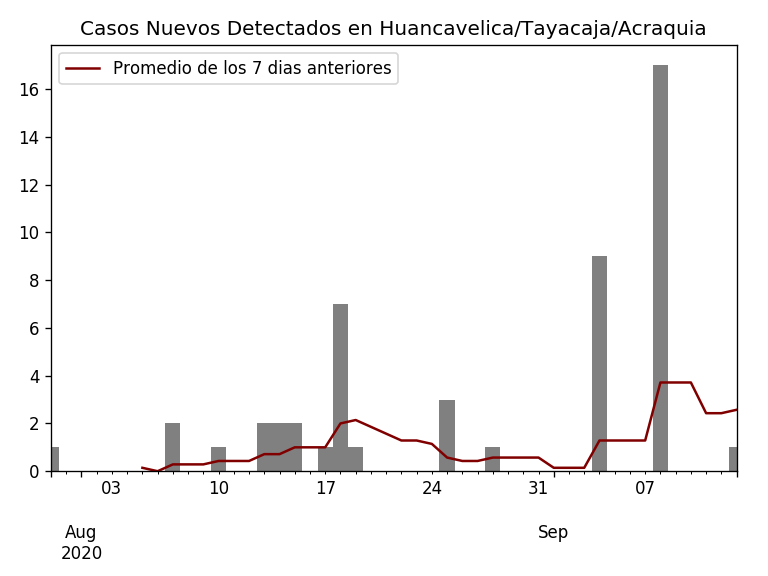 Casos Nuevos Detectados en Huancavelica/Tayacaja/Acraquia
Promedio de los 7 dias anteriores
16
14
12
10
8
6
4
2
0
03 10 17 24 31 07
Aug Sep
2020